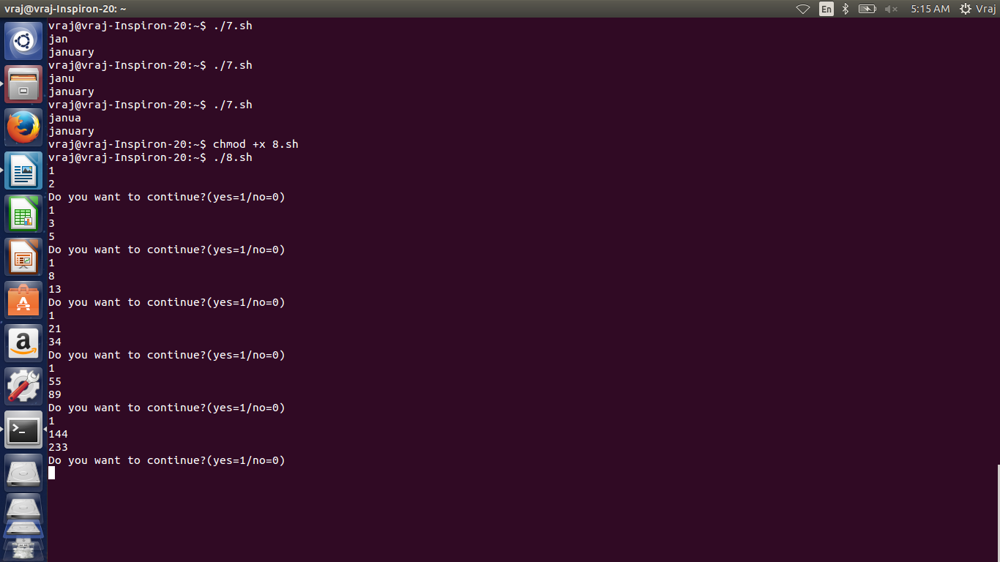 vraj@vraj-Inspiron-20: ~
En
5:15 AM
Vraj
vraj@vraj-Inspiron-20:~$ ./7.sh
jan
january
vraj@vraj-Inspiron-20:~$ ./7.sh
janu
january
vraj@vraj-Inspiron-20:~$ ./7.sh
janua
january
vraj@vraj-Inspiron-20:~$ chmod +x 8.sh
vraj@vraj-Inspiron-20:~$ ./8.sh
1
2
Do you want to continue?(yes=1/no=0)
1
3
5
Do you want to continue?(yes=1/no=0)
1
8
13
Do you want to continue?(yes=1/no=0)
1
21
34
Do you want to continue?(yes=1/no=0)
1
55
89
Do you want to continue?(yes=1/no=0)
1
144
233
Do you want to continue?(yes=1/no=0)